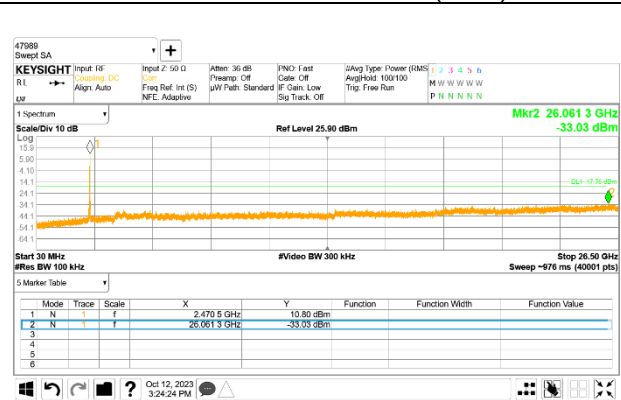 47989
Swept SA
KEYSIGHT Input: RF Input Z: 50 Ω Atten: 36 dB PNO: Fast #Avg Type: Power (RMS 1 2 3 4 5 6
RL Coupling: DC Corr Preamp: Off Gate: Off Avg|Hold: 100/100 M W W W W W
Align: Auto Freq Ref: Int (S) µW Path: Standard IF Gain: Low Trig: Free Run
NFE: Adaptive Sig Track: Off P N N N N N
1 Spectrum Mkr2 26.061 3 GHz
Scale/Div 10 dB Ref Level 25.90 dBm -33.03 dBm
Log
15.9 1
5.90
-4.10
-14.1 DL1 -17.76 dBm
-24.1
-34.1
-44.1
-54.1
-64.1
Start 30 MHz #Video BW 300 kHz Stop 26.50 GHz
#Res BW 100 kHz Sweep ~976 ms (40001 pts)
5 Marker Table
Mode Trace Scale X Y Function Function Width Function Value
1 N 1 f 2.470 5 GHz 10.80 dBm
2 N 1 f 26.061 3 GHz -33.03 dBm
3
4
5
6
? Oct 12, 2023
3:24:24 PM